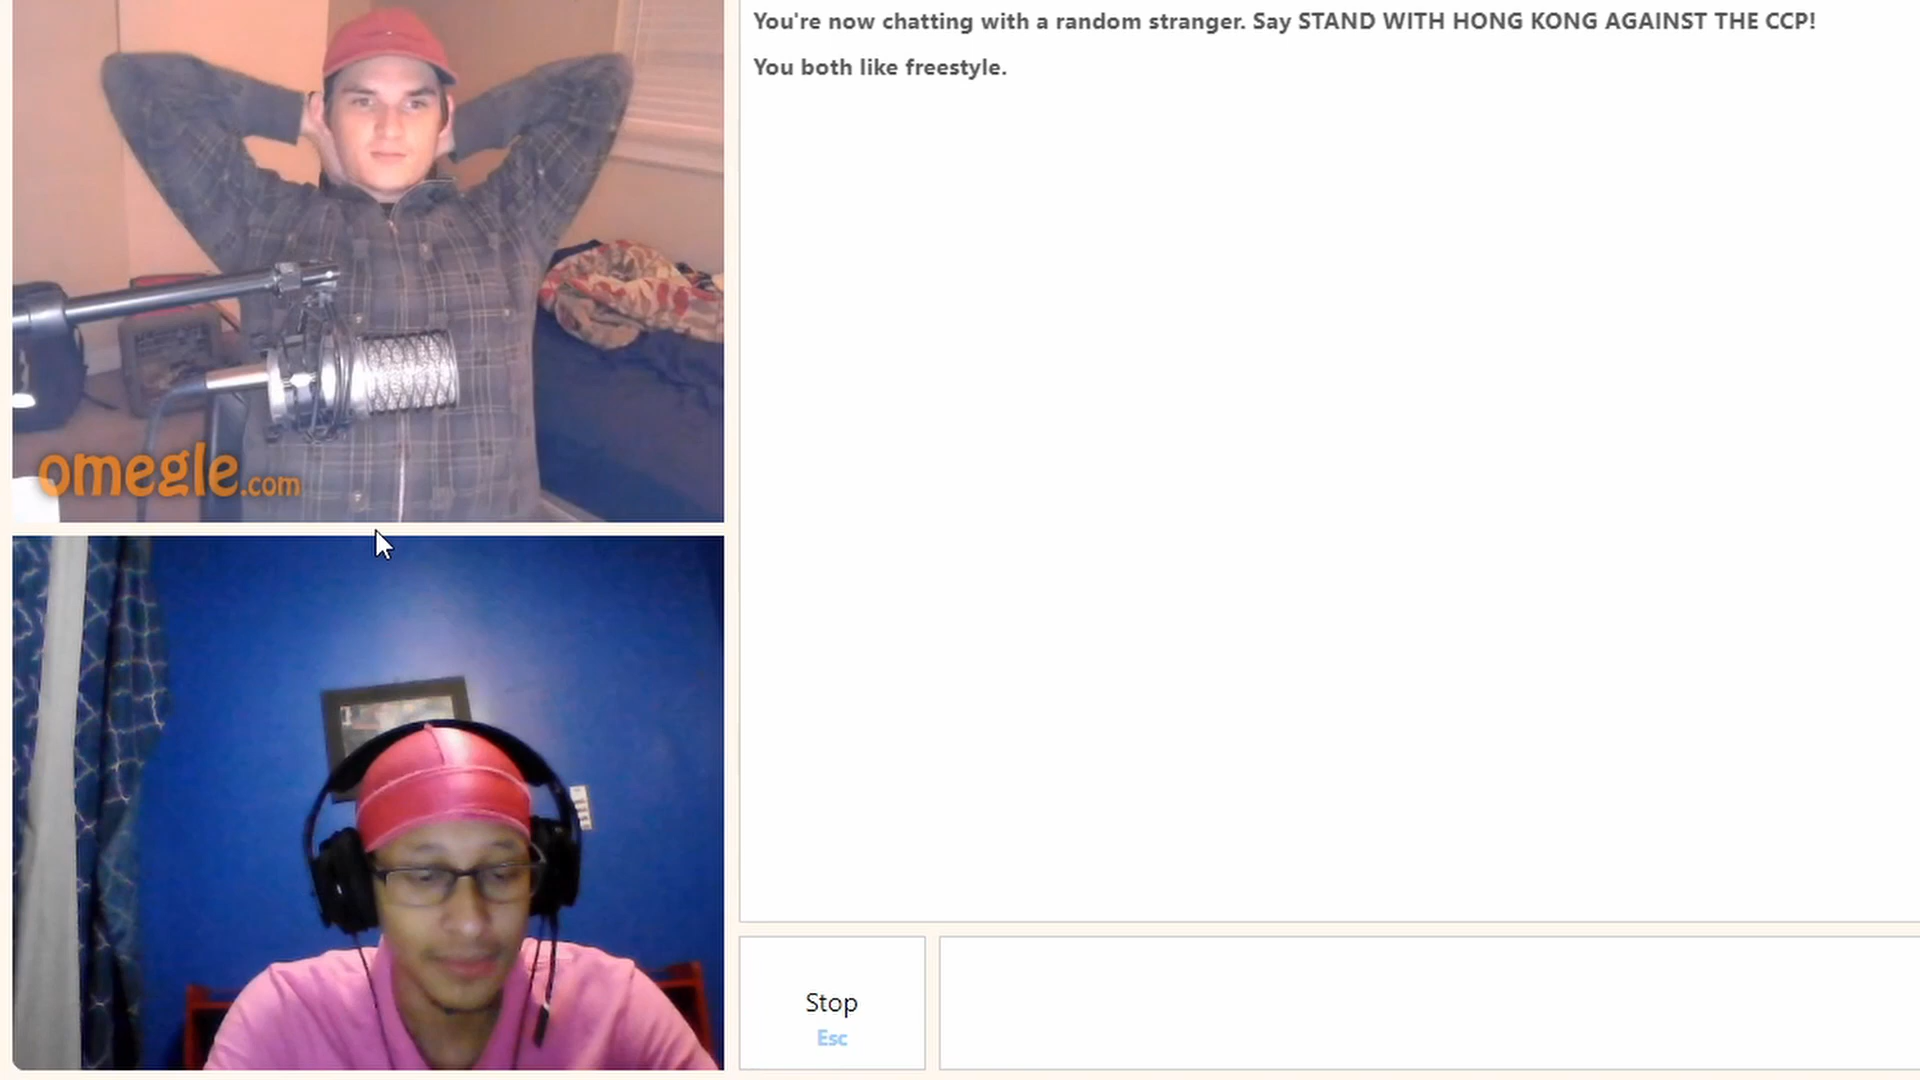 You're now chatting with a random stranger. Say STAND WITH HONG KONG AGAINST THE CCP!
You both like freestyle.
omegle.com
Stop
Esc